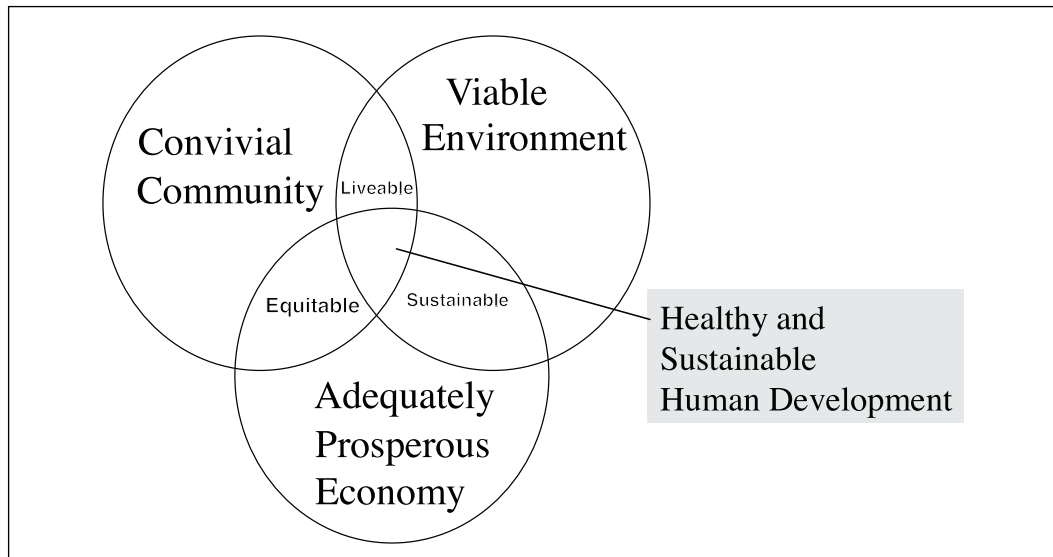 Convivial
Community
Viable
Environment
Liveable
Equitable
Sustainable
Adequately
Prosperous
Economy
Healthy and
Sustainable
Human Development